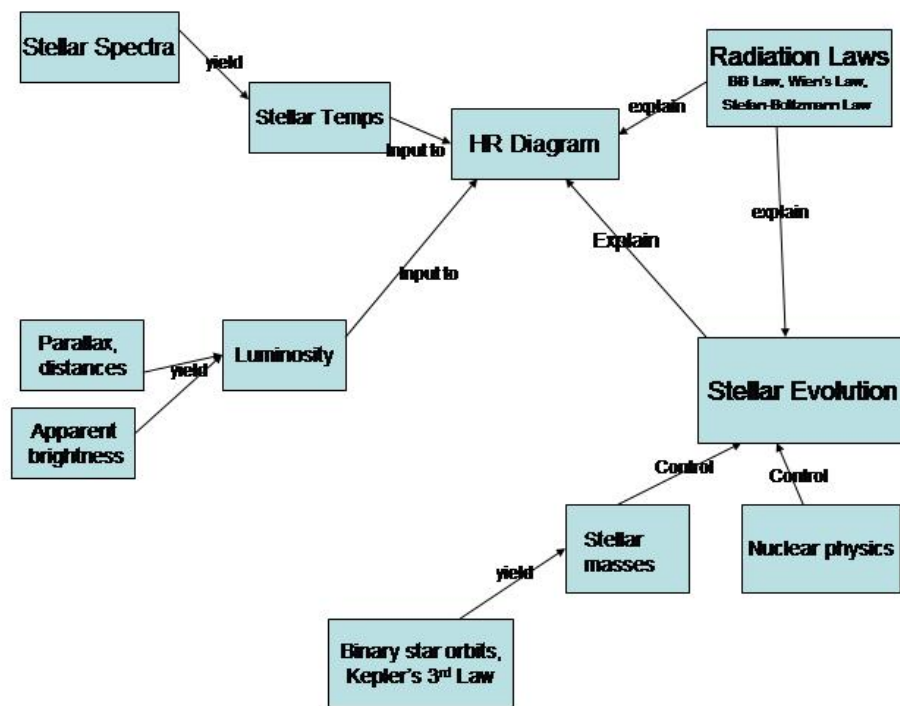 Stellar Spectra
yield
Stellar Temps
Input to
HR Diagram
Radiation Laws
BB Law, Wien's Law,
Stefan-Boltzmann Law
explain
explain
Explain
Input to
Parallax,
distances
yield
Luminosity
Apparent
brightness
Stellar Evolution
Control
Control
Stellar
masses
Nuclear physics
yield
Binary star orbits,
Kepler's 3rd Law